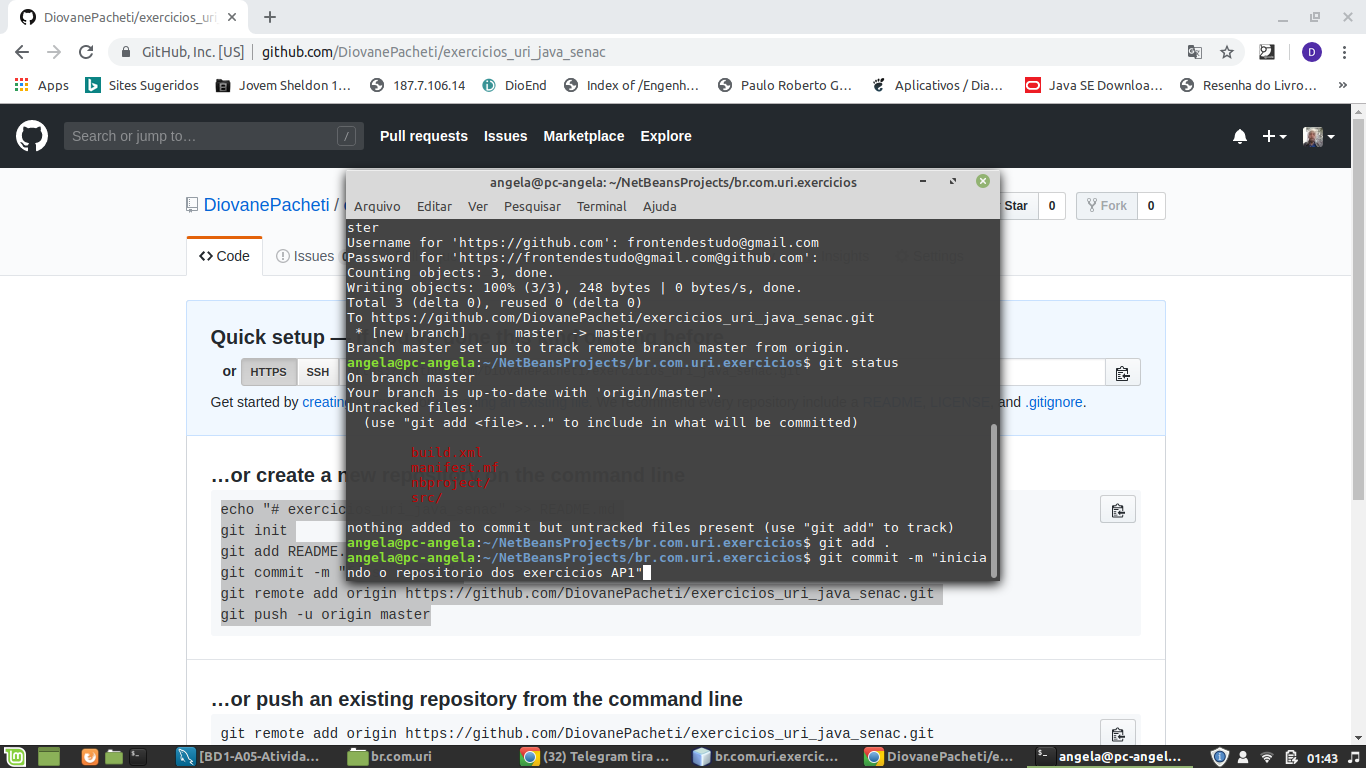 DiovanePacheti/exercicios_uri
GitHub, Inc. [US] | github.com/DiovanePacheti/exercicios_uri_java_senac
D
Apps Sites Sugeridos Jovem Sheldon 1… 187.7.106.14 DioEnd Index of /Engenh… Paulo Roberto G… Aplicativos / Dia… Java SE Downloa… Resenha do Livro… »
Search or jump to… / Pull requests Issues Marketplace Explore
angela@pc-angela: ~/NetBeansProjects/br.com.uri.exercicios
DiovanePacheti /
Star 0 Fork 0
Arquivo Editar Ver Pesquisar Terminal Ajuda
<> Code Issues
ster
Username for 'https://github.com': frontendestudo@gmail.com
Password for 'https://frontendestudo@gmail.com@github.com':
Counting objects: 3, done.
Writing objects: 100% (3/3), 248 bytes | 0 bytes/s, done.
Total 3 (delta 0), reused 0 (delta 0)
To https://github.com/DiovanePacheti/exercicios_uri_java_senac.git
* [new branch] master -> master
Branch master set up to track remote branch master from origin.
angela@pc-angela:~/NetBeansProjects/br.com.uri.exercicios$ git status
On branch master
Your branch is up-to-date with 'origin/master'.
Untracked files:
(use "git add <file>..." to include in what will be committed)
build.xml
manifest.mf
nbproject/
src/
nothing added to commit but untracked files present (use "git add" to track)
angela@pc-angela:~/NetBeansProjects/br.com.uri.exercicios$ git add .
angela@pc-angela:~/NetBeansProjects/br.com.uri.exercicios$ git commit -m "inicia
ndo o repositorio dos exercicios AP1"
Quick setup —
or HTTPS SSH
Get started by creatin and .gitignore.
…or create a new repository on the command line
echo "# exercic
git init
git add README.
git commit -m "
git remote add origin https://github.com/DiovanePacheti/exercicios_uri_java_senac.git
git push -u origin master
…or push an existing repository from the command line
git remote add origin https://github.com/DiovanePacheti/exercicios_uri_java_senac.git
[BD1-A05-Ativida… br.com.uri (32) Telegram tira … br.com.uri.exercic… DiovanePacheti/e… angela@pc-angel… 01:43